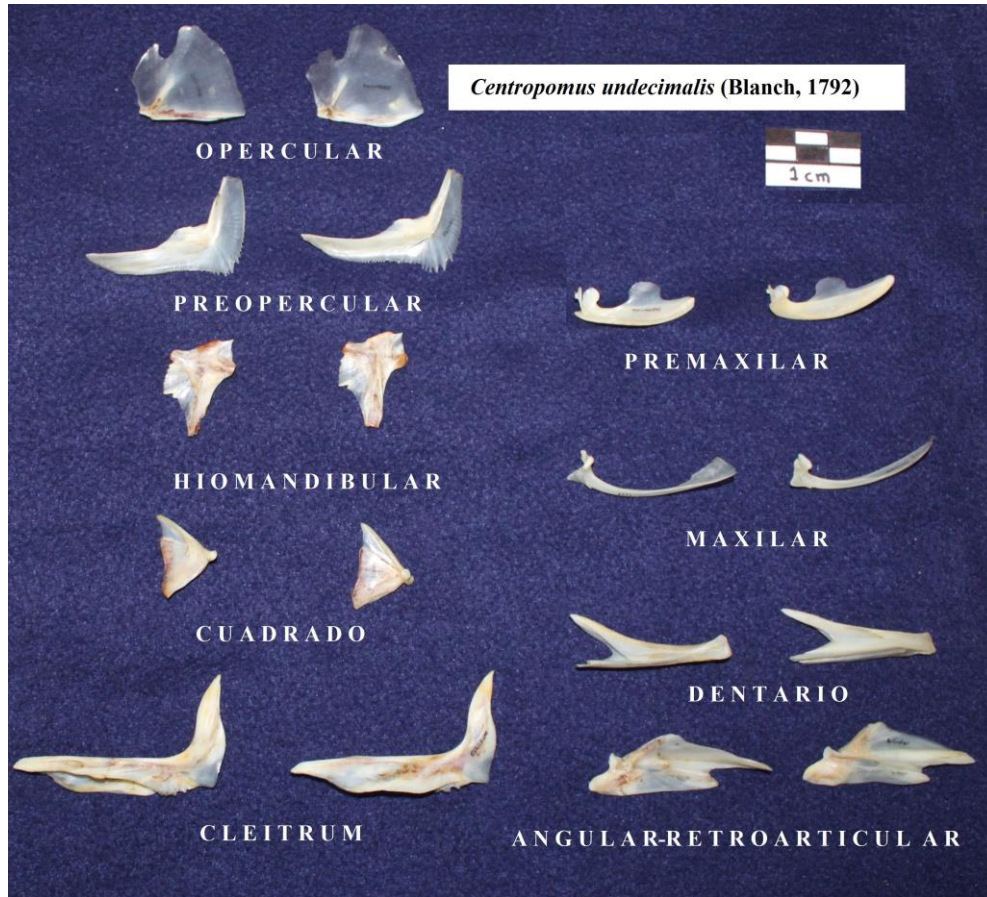 Centropomus undecimalis (Blanch, 1792)
OPERCULAR
1 cm
PREOPERCULAR
PREMAXILAR
HIOMANDIBULAR
MAXILAR
CUADRADO
DENTARIO
CLEITRUM
ANGULAR-RETROARTICULAR